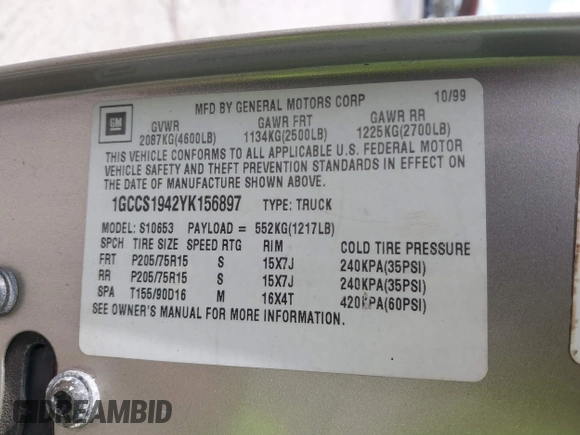 MFD BY GENERAL MOTORS CORP 10/99
GM
GVWR GAWR FRT GAWR RR
2087KG(4600LB) 1134KG(2500LB) 1225KG(2700LB)
THIS VEHICLE CONFORMS TO ALL APPLICABLE U.S. FEDERAL MOTOR
VEHICLE SAFETY AND THEFT PREVENTION STANDARDS IN EFFECT ON
THE DATE OF MANUFACTURE SHOWN ABOVE.
1GCCS1942YK156897 TYPE: TRUCK
MODEL: S10653 PAYLOAD = 552KG(1217LB)
SPCH TIRE SIZE SPEED RTG RIM COLD TIRE PRESSURE
FRT P205/75R15 S 15X7J 240KPA(35PSI)
RR P205/75R15 S 15X7J 240KPA(35PSI)
SPA T155/90D16 M 16X4T 420KPA(60PSI)
SEE OWNER'S MANUAL FOR MORE INFORMATION.
DREAMBID